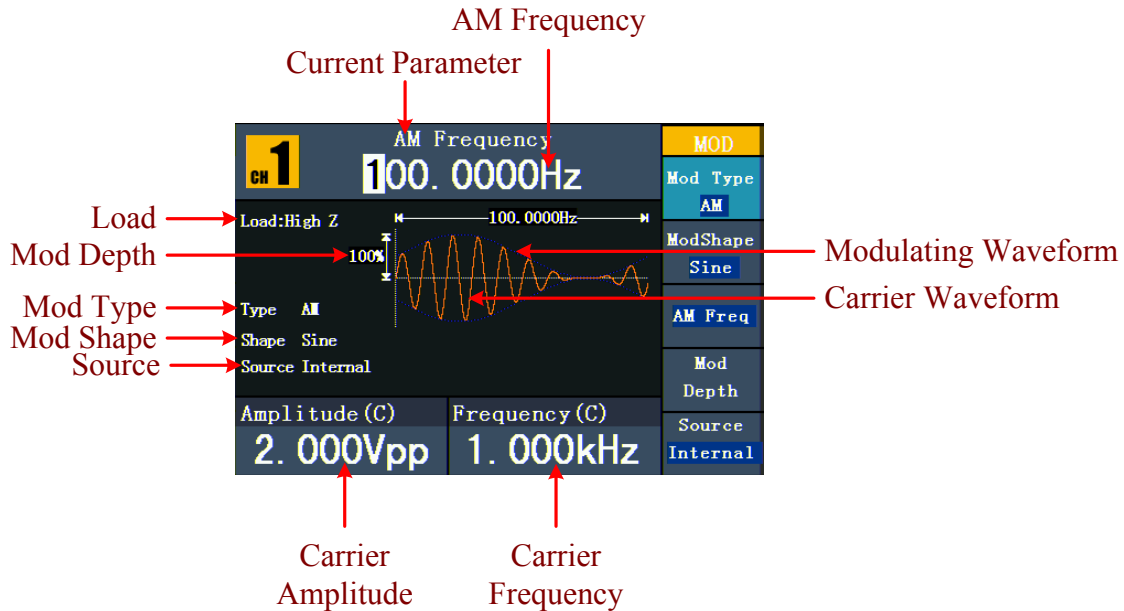 AM Frequency
Current Parameter
CH 1
AM Frequency
100.0000Hz
MOD
Mod Type
AM
ModShape
Sine
AM Freq
Mod
Depth
Source
Internal
Load
Load:High Z
100.0000Hz
Mod Depth
100%
Modulating Waveform
Carrier Waveform
Mod Type
Type AM
Mod Shape
Shape Sine
Source
Source Internal
Amplitude(C)
2.000Vpp
Frequency(C)
1.000kHz
Carrier
Amplitude
Carrier
Frequency